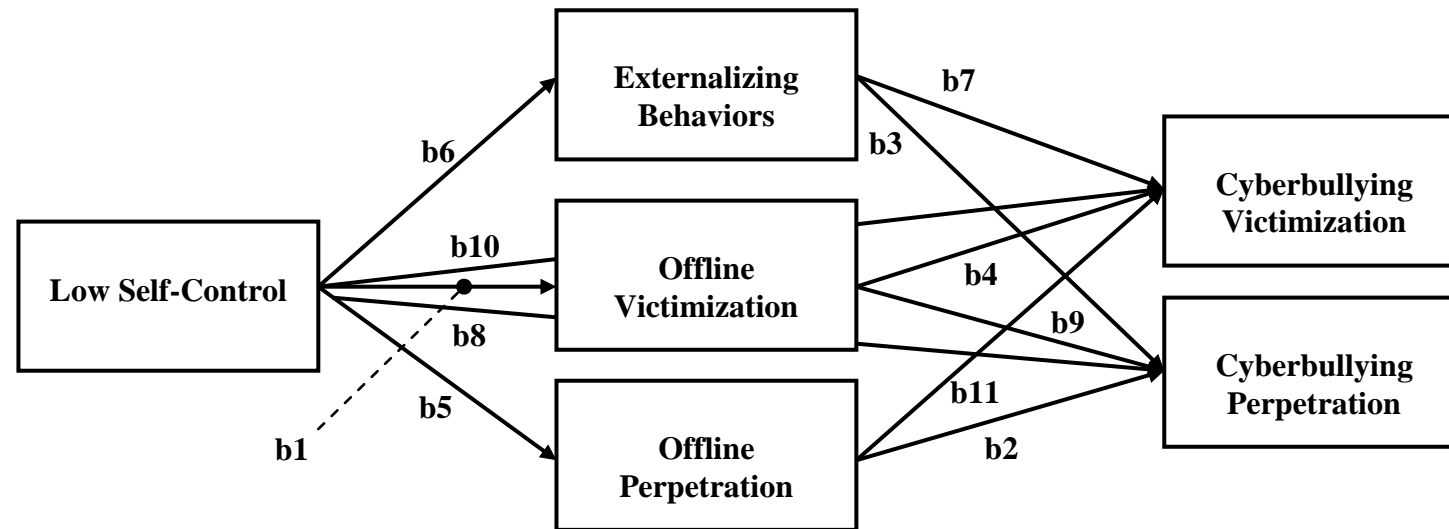 Externalizing
Behaviors
b7
b3
b6
Cyberbullying
Victimization
b10
Low Self-Control
Offline
Victimization
b4
b8
b9
Cyberbullying
Perpetration
b5
b11
b1
Offline
Perpetration
b2